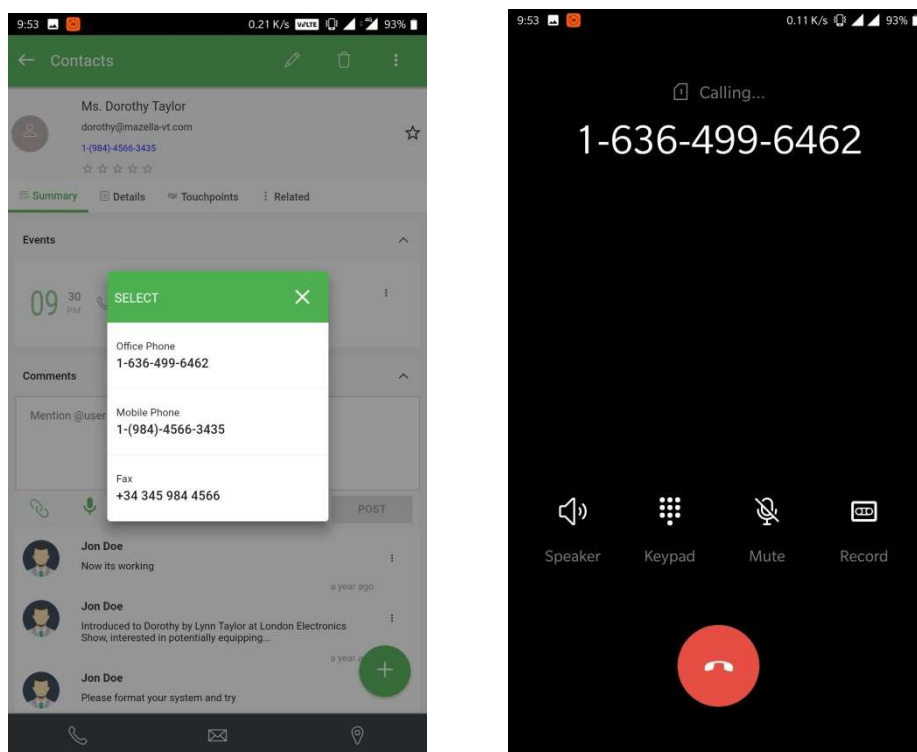 9:53 0.21 K/s VoLTE 4G 93%
Contacts
Ms. Dorothy Taylor
dorothy@mazella-vt.com
1-(984)-4566-3435
Summary Details Touchpoints Related
Events
09 30
PM
SELECT
Office Phone
1-636-499-6462
Comments
Mention @user
Mobile Phone
1-(984)-4566-3435
Fax
+34 345 984 4566
POST
Jon Doe
Now its working
a year ago
Jon Doe
Introduced to Dorothy by Lynn Taylor at London Electronics
Show, interested in potentially equipping...
a year a
Jon Doe
Please format your system and try
9:53 0.11 K/s 93%
1 Calling...
1-636-499-6462
Speaker Keypad Mute Record